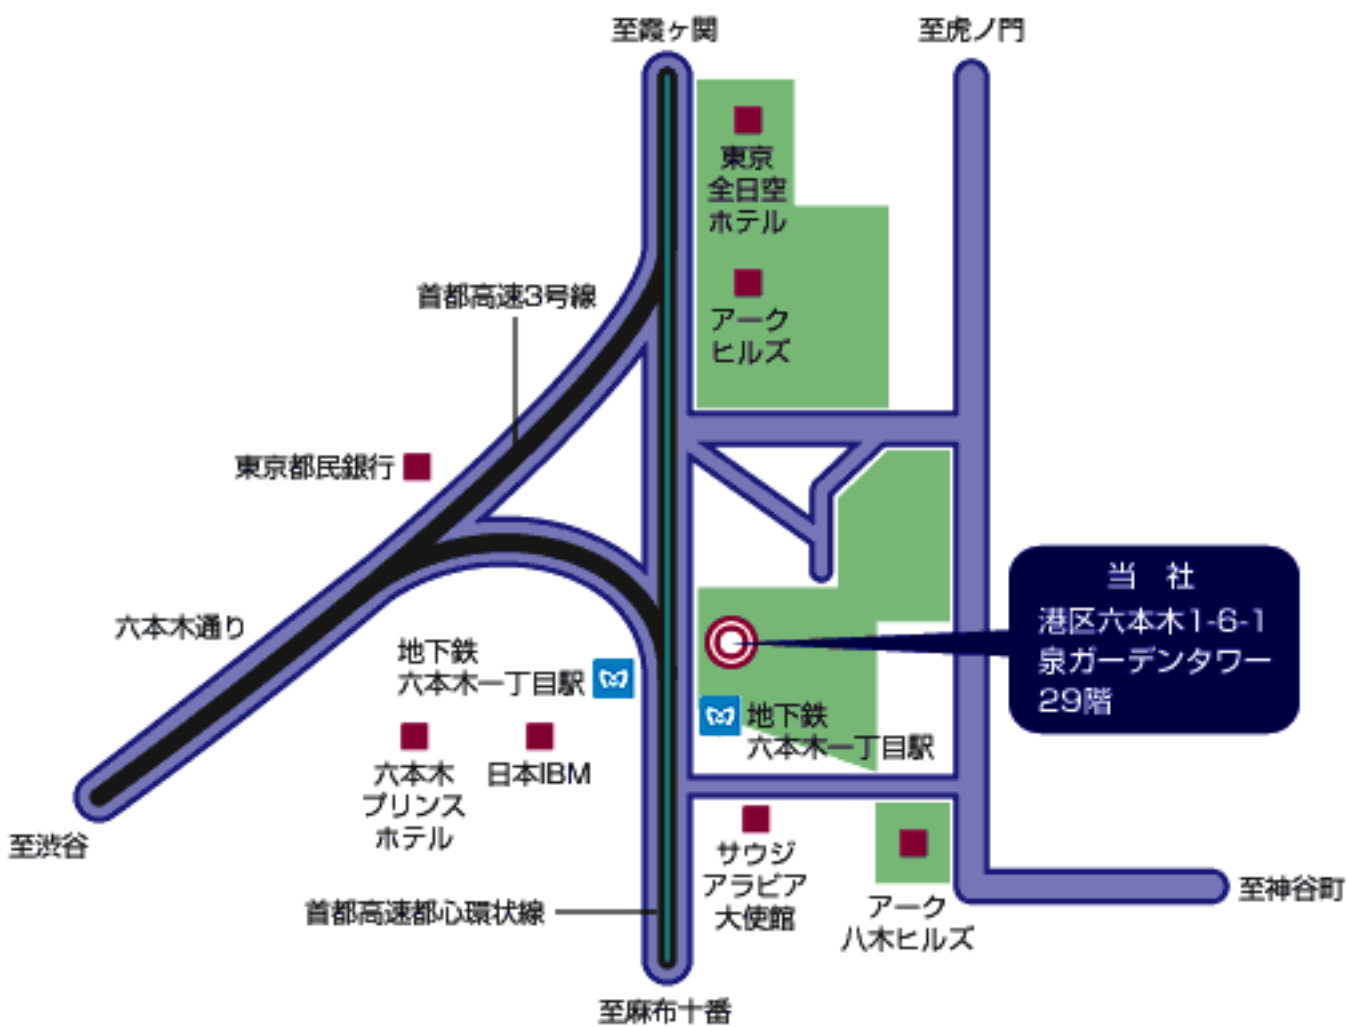 至霞ヶ関
至虎ノ門
東京
全日空
ホテル
首都高速3号線
アーク
ヒルズ
東京都民銀行
当 社
港区六本木1-6-1
泉ガーデンタワー
29階
六本木通り
地下鉄
六本木一丁目駅
地下鉄
六本木一丁目駅
六本木
プリンス
ホテル
日本IBM
至渋谷
サウジ
アラビア
大使館
至神谷町
首都高速都心環状線
アーク
八木ヒルズ
至麻布十番